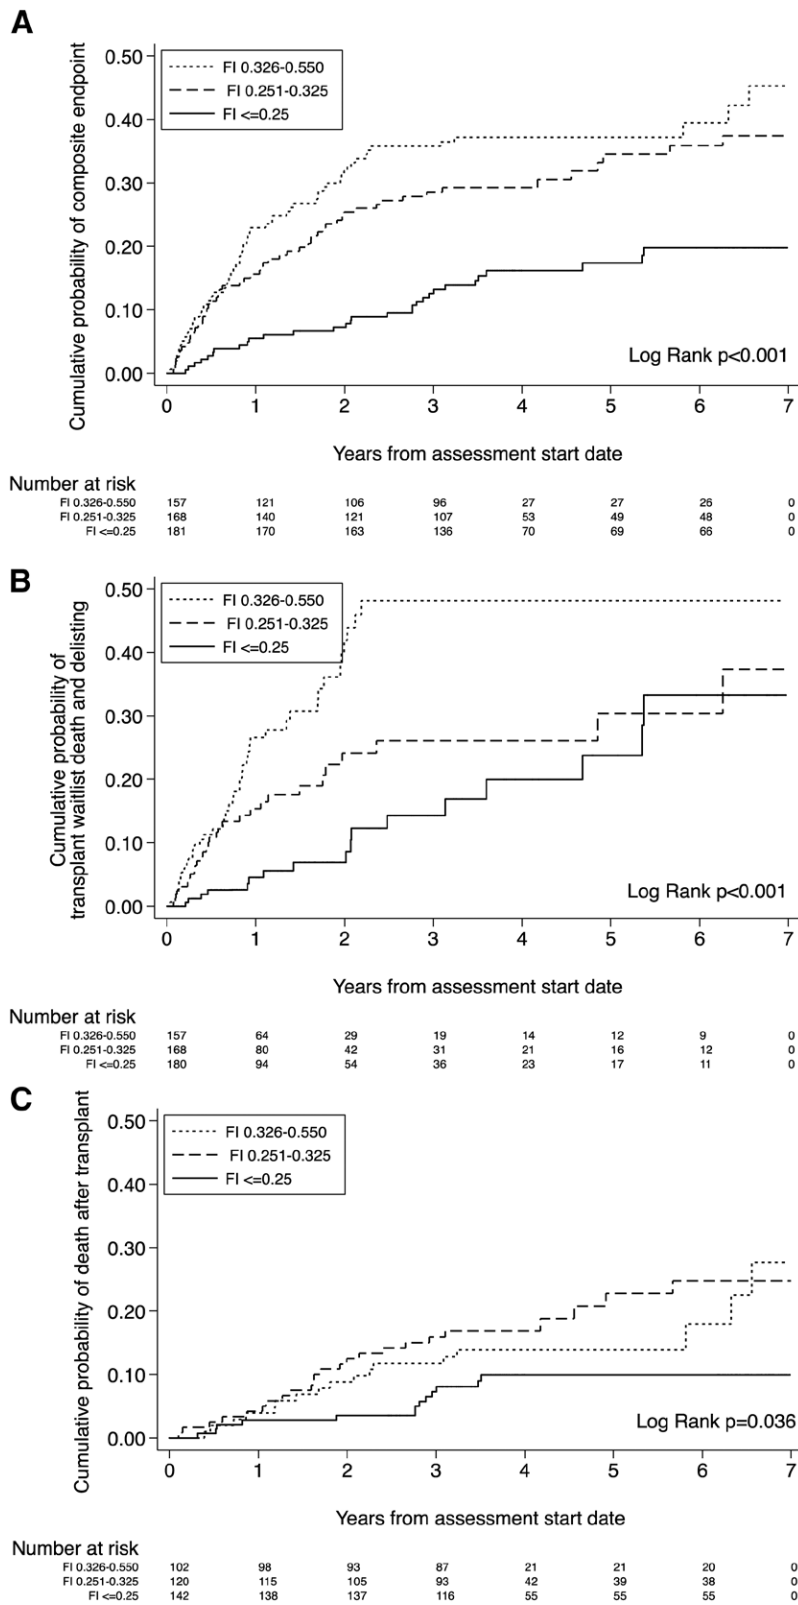 A
Cumulative probability of composite endpoint
0.50
0.40
0.30
0.20
0.10
0.00
FI 0.326-0.550
FI 0.251-0.325
FI <=0.25
Log Rank p<0.001
0 1 2 3 4 5 6 7
Years from assessment start date
Number at risk
FI 0.326-0.550 157 121 106 96 27 27 26 0
FI 0.251-0.325 168 140 121 107 53 49 48 0
FI <=0.25 181 170 163 136 70 69 66 0
B
Cumulative probability of
transplant waitlist death and delisting
0.50
0.40
0.30
0.20
0.10
0.00
FI 0.326-0.550
FI 0.251-0.325
FI <=0.25
Log Rank p<0.001
0 1 2 3 4 5 6 7
Years from assessment start date
Number at risk
FI 0.326-0.550 157 64 29 19 14 12 9 0
FI 0.251-0.325 168 80 42 31 21 16 12 0
FI <=0.25 180 94 54 36 23 17 11 0
C
Cumulative probability of death after transplant
0.50
0.40
0.30
0.20
0.10
0.00
FI 0.326-0.550
FI 0.251-0.325
FI <=0.25
Log Rank p=0.036
0 1 2 3 4 5 6 7
Years from assessment start date
Number at risk
FI 0.326-0.550 102 98 93 87 21 21 20 0
FI 0.251-0.325 120 115 105 93 42 39 38 0
FI <=0.25 142 138 137 116 55 55 55 0